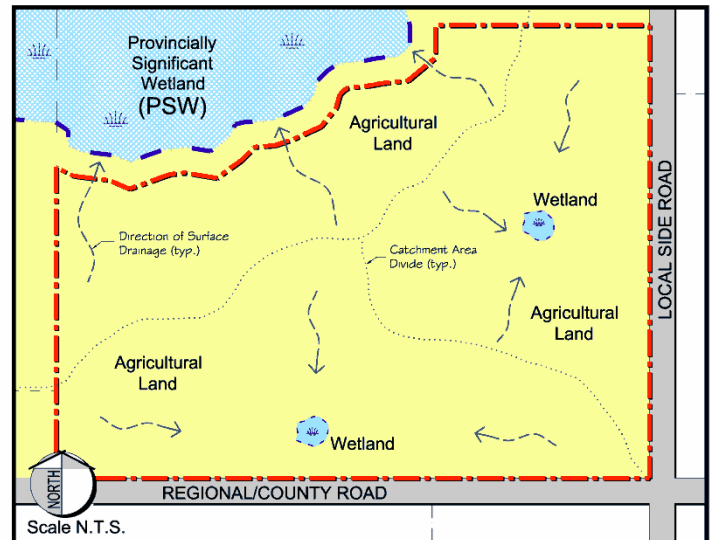 Provincially
Significant
Wetland
(PSW)
Agricultural
Land
Wetland
Direction of Surface
Drainage (typ.)
Catchment Area
Divide (typ.)
LOCAL SIDE ROAD
Agricultural
Land
Agricultural
Land
Wetland
NORTH
REGIONAL/COUNTY ROAD
Scale N.T.S.